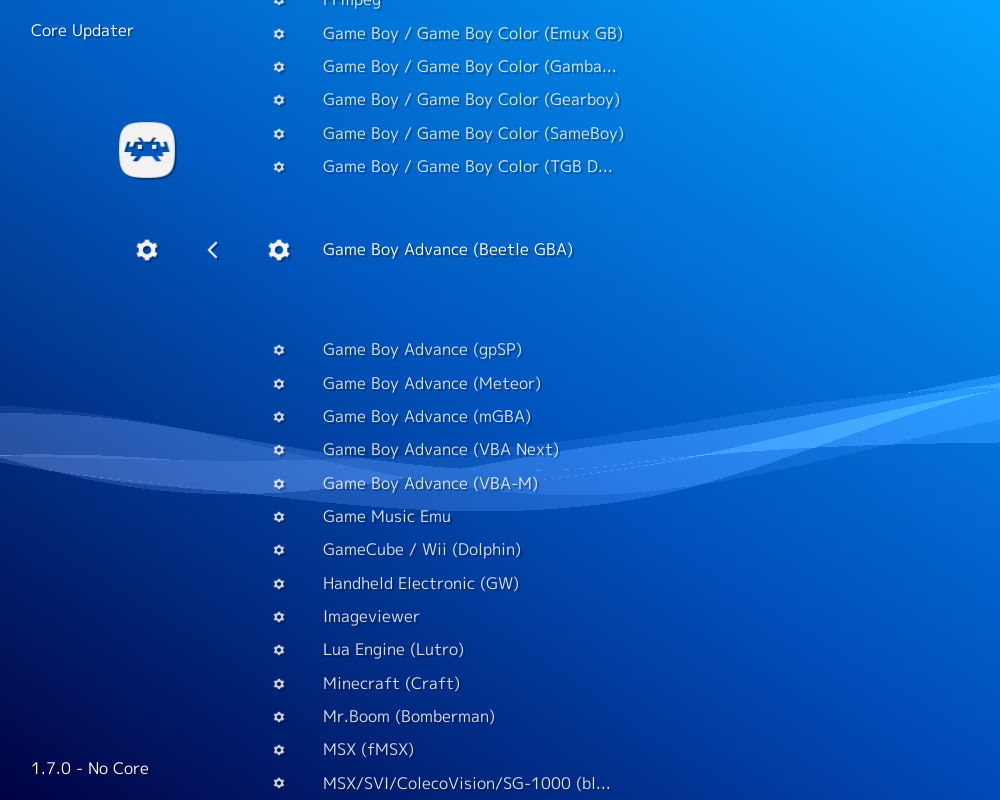 FFmpeg
Core Updater
Game Boy / Game Boy Color (Emux GB)
Game Boy / Game Boy Color (Gamba...
Game Boy / Game Boy Color (Gearboy)
Game Boy / Game Boy Color (SameBoy)
Game Boy / Game Boy Color (TGB D...
Game Boy Advance (Beetle GBA)
Game Boy Advance (gpSP)
Game Boy Advance (Meteor)
Game Boy Advance (mGBA)
Game Boy Advance (VBA Next)
Game Boy Advance (VBA-M)
Game Music Emu
GameCube / Wii (Dolphin)
Handheld Electronic (GW)
Imageviewer
Lua Engine (Lutro)
Minecraft (Craft)
Mr.Boom (Bomberman)
MSX (fMSX)
MSX/SVI/ColecoVision/SG-1000 (bl...
1.7.0 - No Core